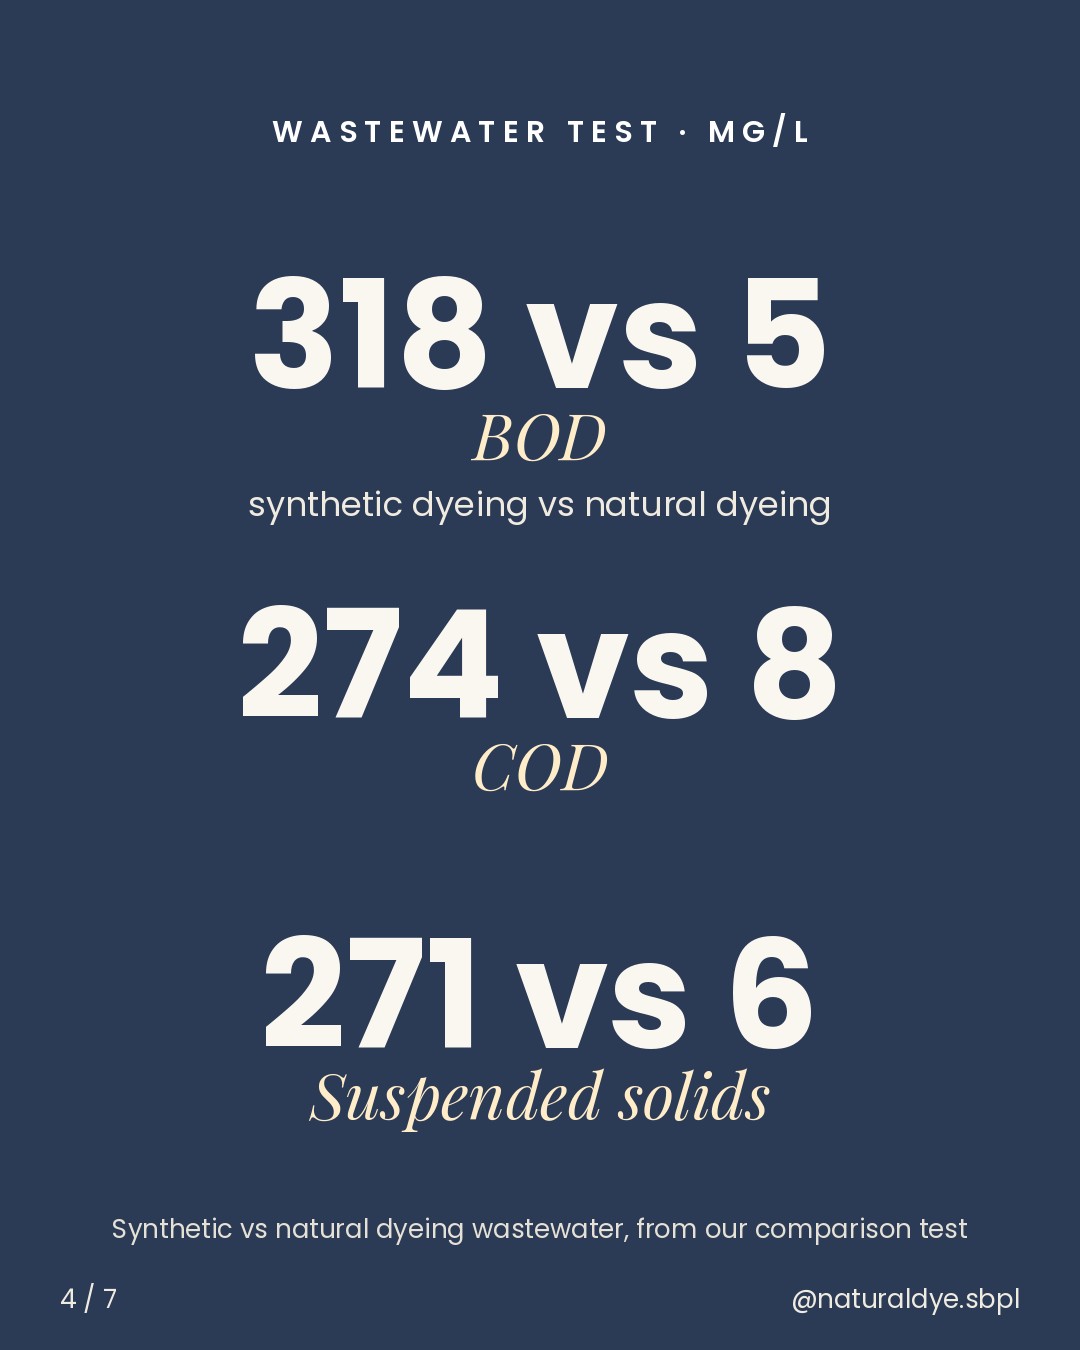 WASTEWATER TEST · MG/L
318 vs 5
BOD
synthetic dyeing vs natural dyeing
274 vs 8
COD
271 vs 6
Suspended solids
Synthetic vs natural dyeing wastewater, from our comparison test
4 / 7
@naturaldye.sbpl